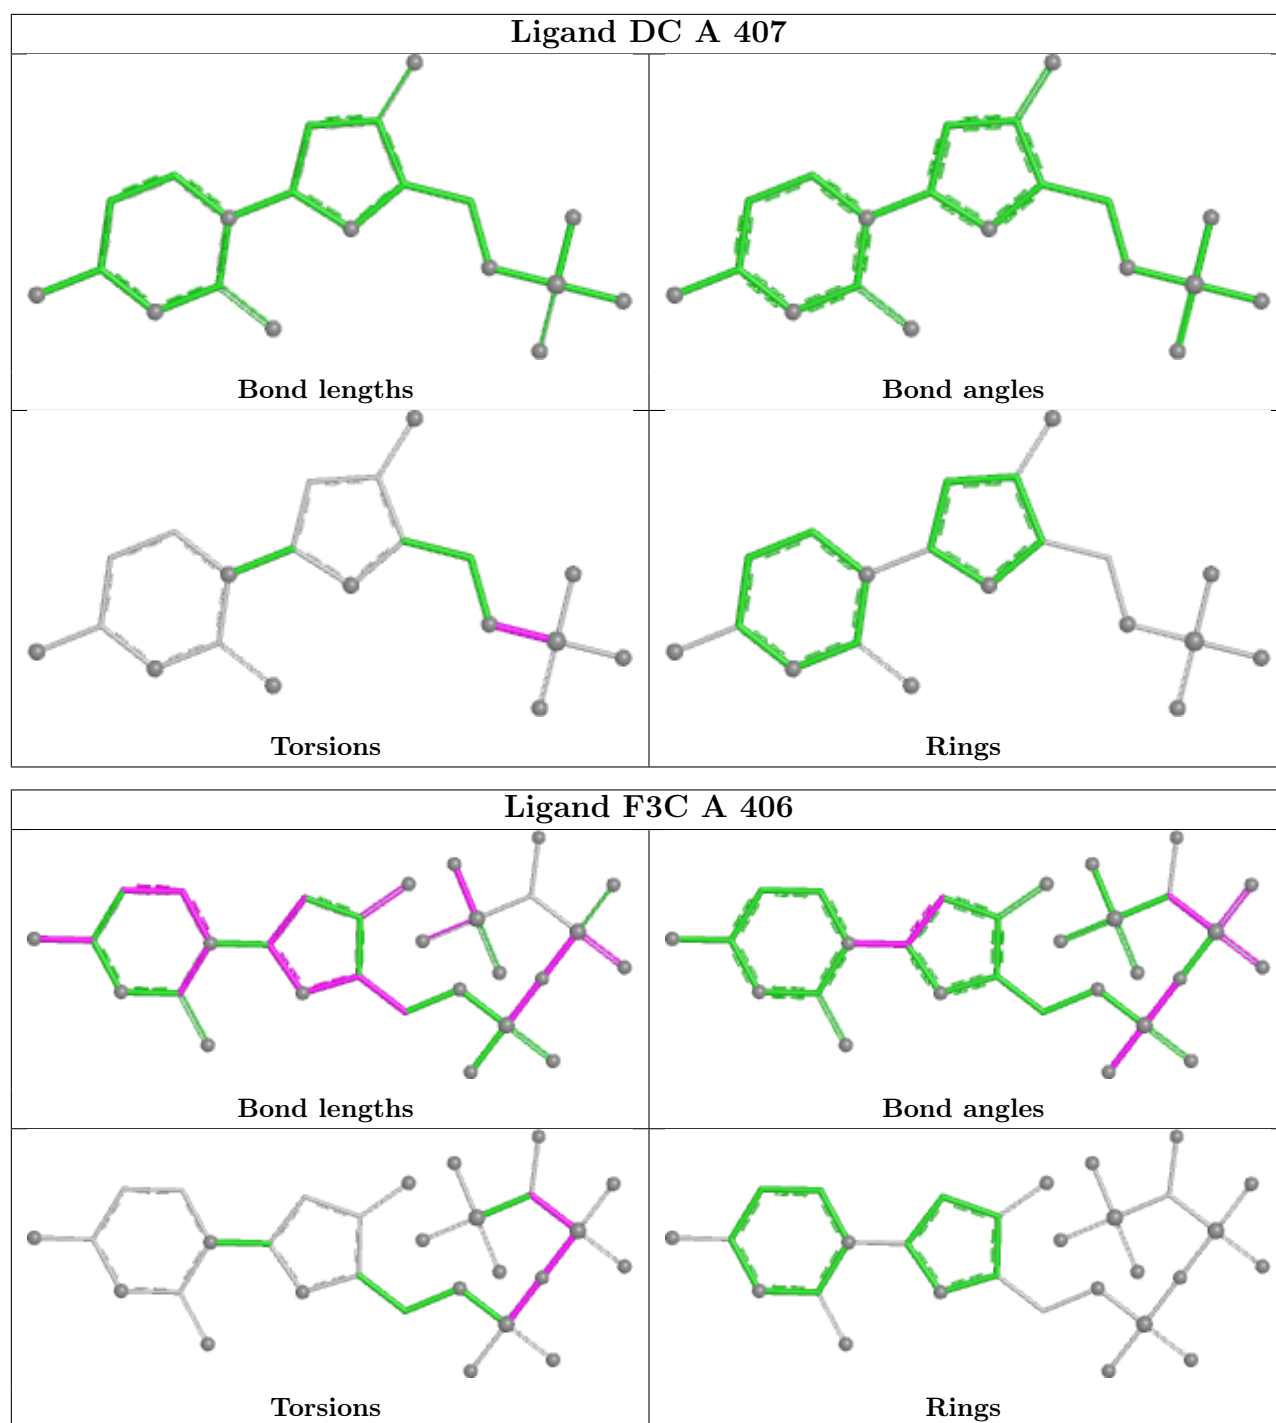 Ligand DC A 407
Bond lengths
Bond angles
Torsions
Rings
Ligand F3C A 406
Bond lengths
Bond angles
Torsions
Rings